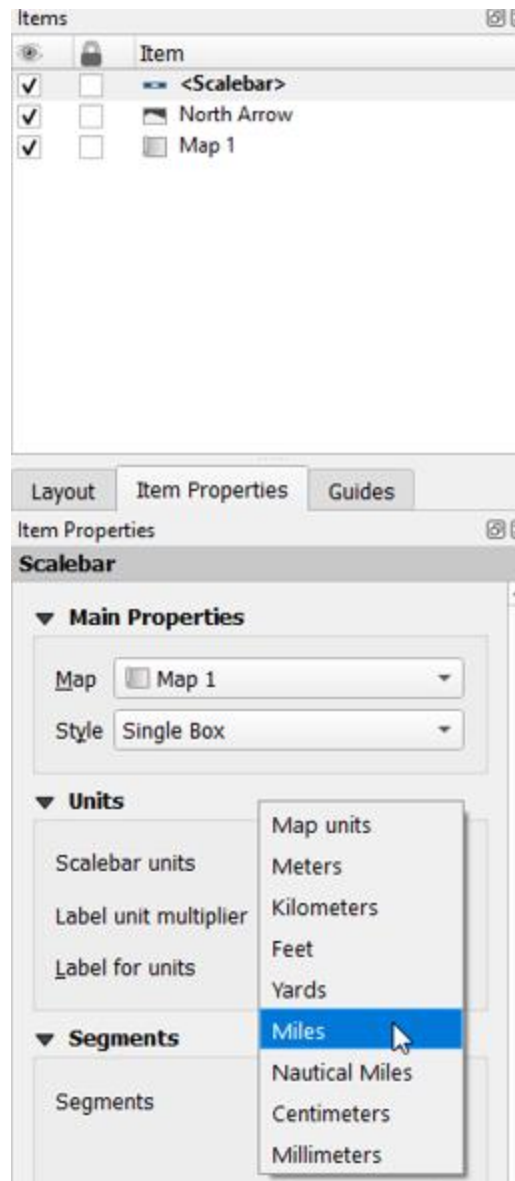 Items
Item
<Scalebar>
North Arrow
Map 1
Layout Item Properties Guides
Item Properties
Scalebar
Main Properties
Map Map 1
Style Single Box
Units
Map units
Scalebar units Meters
Label unit multiplier Kilometers
Feet
Label for units
Yards
Segments Miles
Nautical Miles
Segments Centimeters
Millimeters